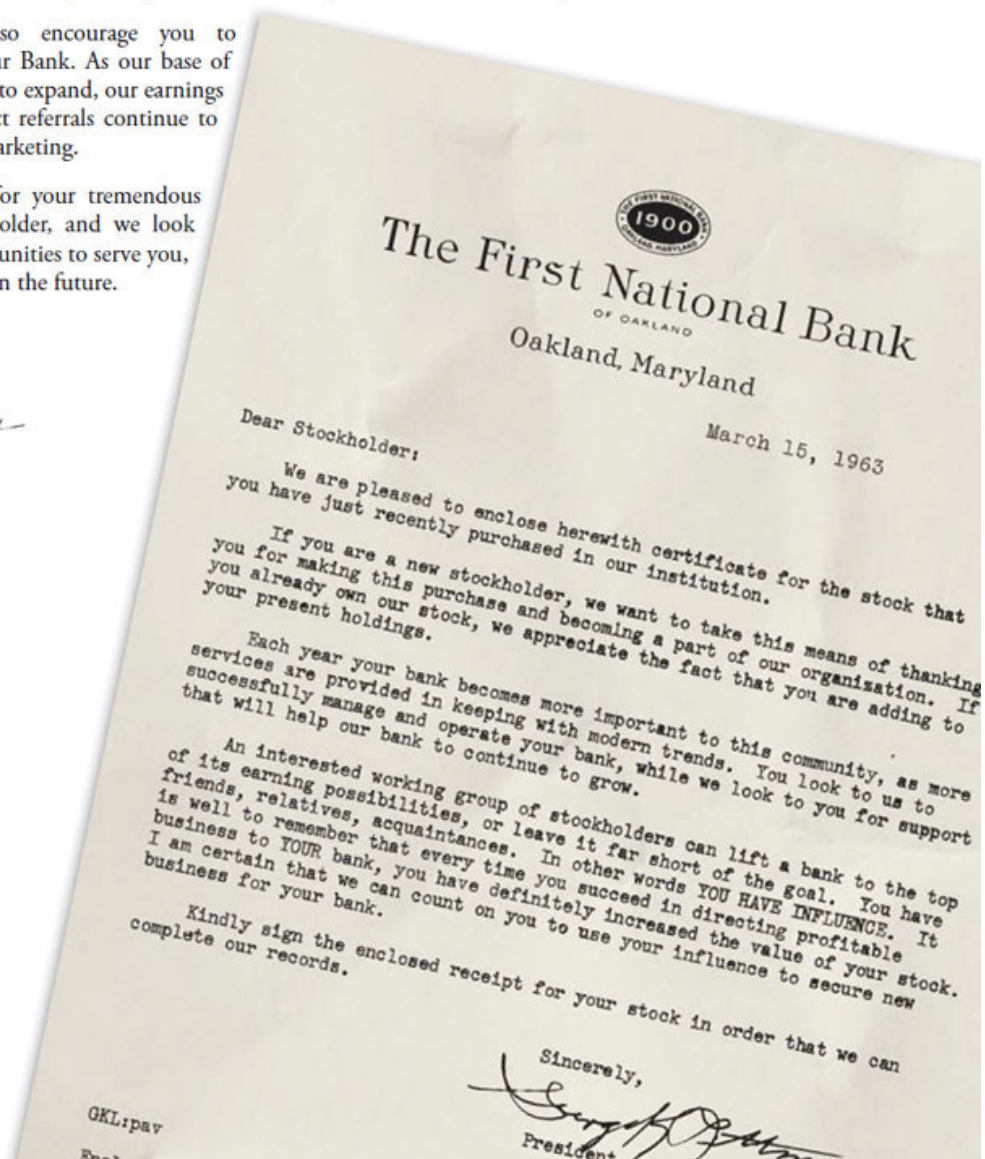 so encourage you to
ur Bank. As our base of
to expand, our earnings
ct referrals continue to
arketing.
for your tremendous
older, and we look
unities to serve you,
n the future.
THE FIRST NATIONAL BANK
1900
OAKLAND, MARYLAND
The First National Bank
OF OAKLAND
Oakland, Maryland
March 15, 1963
Dear Stockholder:
We are pleased to enclose herewith certificate for the stock that
you have just recently purchased in our institution.
If you are a new stockholder, we want to take this means of thanking
you for making this purchase and becoming a part of our organization. If
you already own our stock, we appreciate the fact that you are adding to
your present holdings.
Each year your bank becomes more important to this community, as more
services are provided in keeping with modern trends. You look to us to
successfully manage and operate your bank, while we look to you for support
that will help our bank to continue to grow.
An interested working group of stockholders can lift a bank to the top
of its earning possibilities, or leave it far short of the goal. You have
friends, relatives, acquaintances. In other words YOU HAVE INFLUENCE. It
is well to remember that every time you succeed in directing profitable
business to YOUR bank, you have definitely increased the value of your stock.
I am certain that we can count on you to use your influence to secure new
business for your bank.
Kindly sign the enclosed receipt for your stock in order that we can
complete our records.
Sincerely,
President
GKL:pav